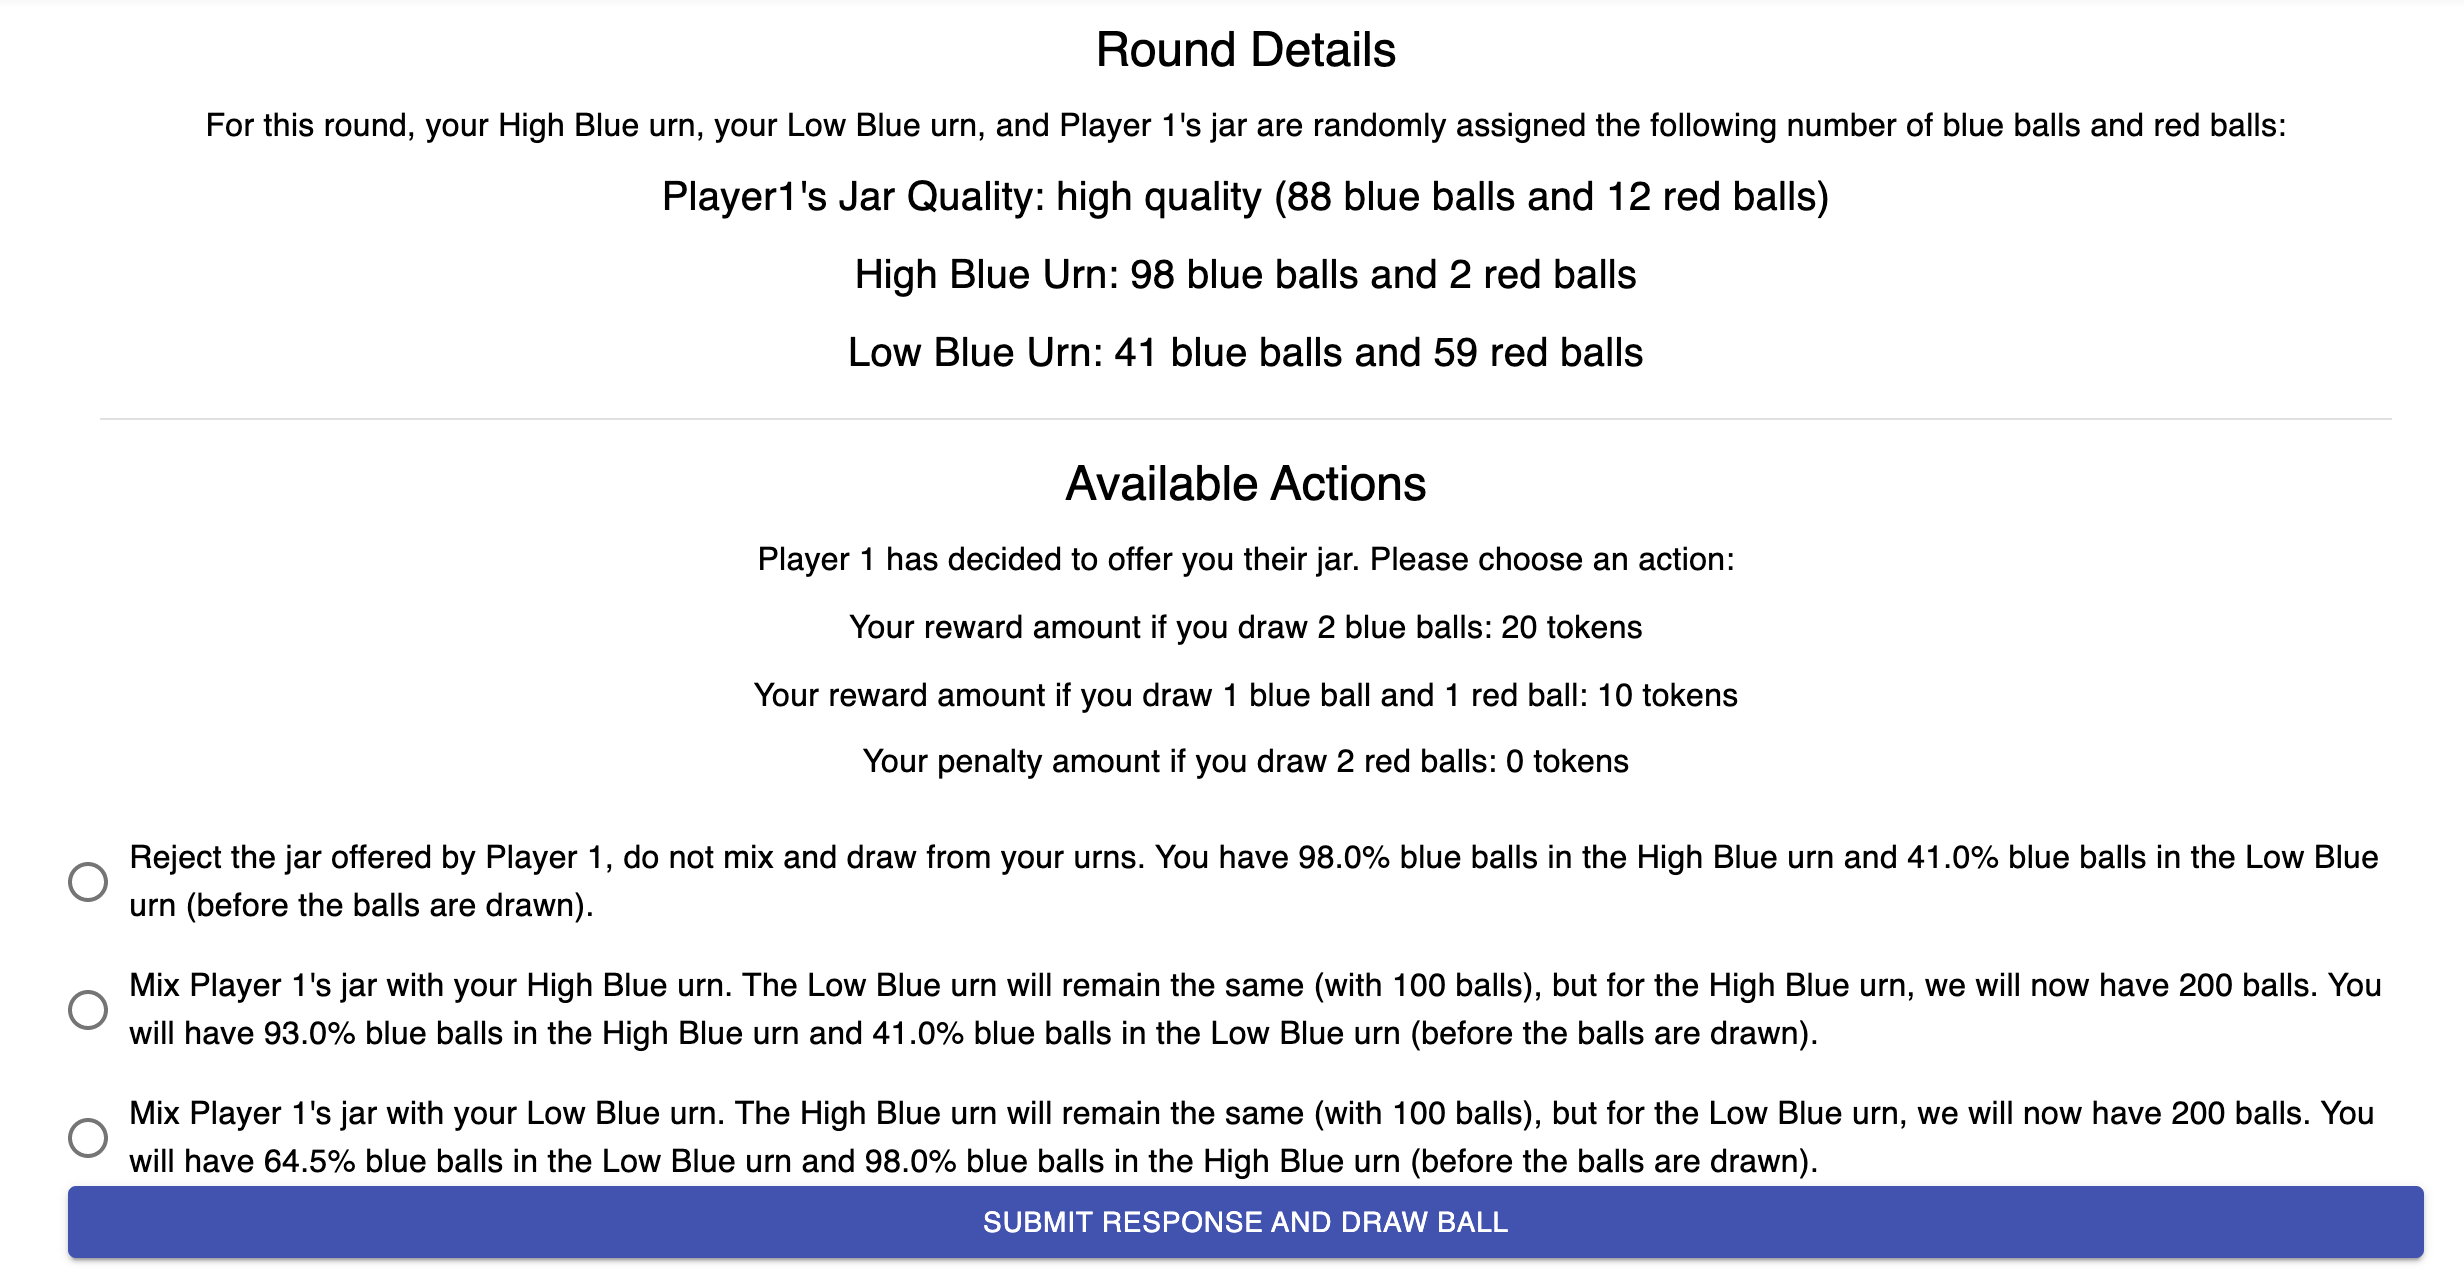 Round Details
For this round, your High Blue urn, your Low Blue urn, and Player 1's jar are randomly assigned the following number of blue balls and red balls:
Player1's Jar Quality: high quality (88 blue balls and 12 red balls)
High Blue Urn: 98 blue balls and 2 red balls
Low Blue Urn: 41 blue balls and 59 red balls
Available Actions
Player 1 has decided to offer you their jar. Please choose an action:
Your reward amount if you draw 2 blue balls: 20 tokens
Your reward amount if you draw 1 blue ball and 1 red ball: 10 tokens
Your penalty amount if you draw 2 red balls: 0 tokens
Reject the jar offered by Player 1, do not mix and draw from your urns. You have 98.0% blue balls in the High Blue urn and 41.0% blue balls in the Low Blue
urn (before the balls are drawn).
Mix Player 1's jar with your High Blue urn. The Low Blue urn will remain the same (with 100 balls), but for the High Blue urn, we will now have 200 balls. You
will have 93.0% blue balls in the High Blue urn and 41.0% blue balls in the Low Blue urn (before the balls are drawn).
Mix Player 1's jar with your Low Blue urn. The High Blue urn will remain the same (with 100 balls), but for the Low Blue urn, we will now have 200 balls. You
will have 64.5% blue balls in the Low Blue urn and 98.0% blue balls in the High Blue urn (before the balls are drawn).
SUBMIT RESPONSE AND DRAW BALL